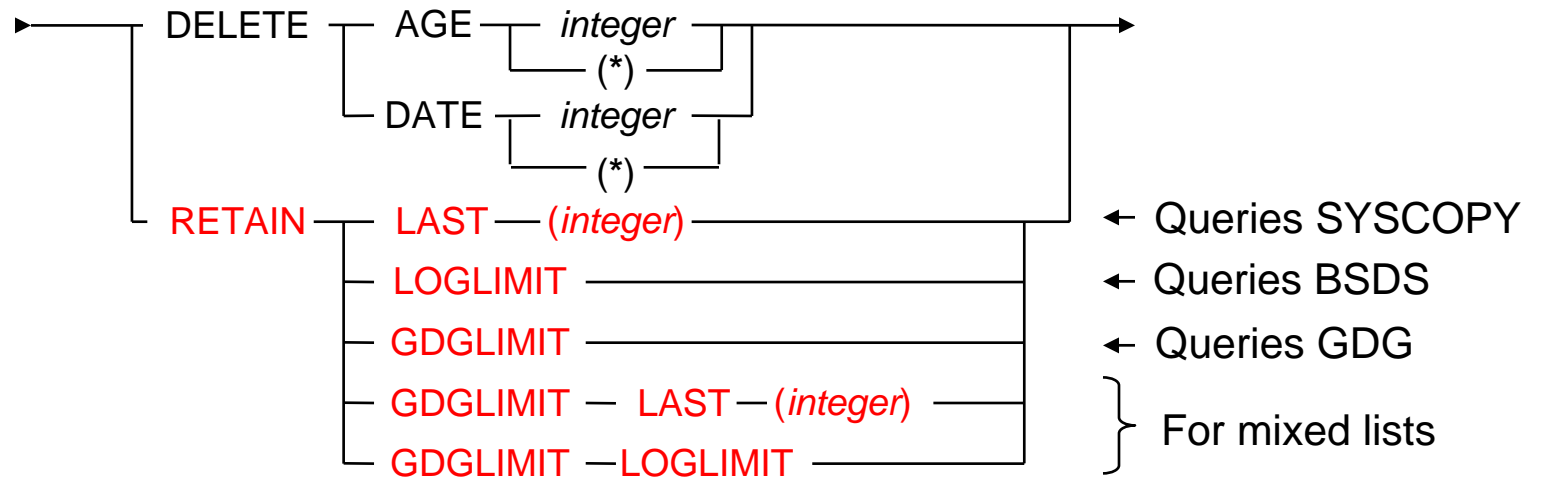 DELETE AGE integer
(*)
DATE integer
(*)
RETAIN LAST (integer) Queries SYSCOPY
LOGLIMIT Queries BSDS
GDGLIMIT Queries GDG
GDGLIMIT LAST (integer)
For mixed lists
GDGLIMIT LOGLIMIT